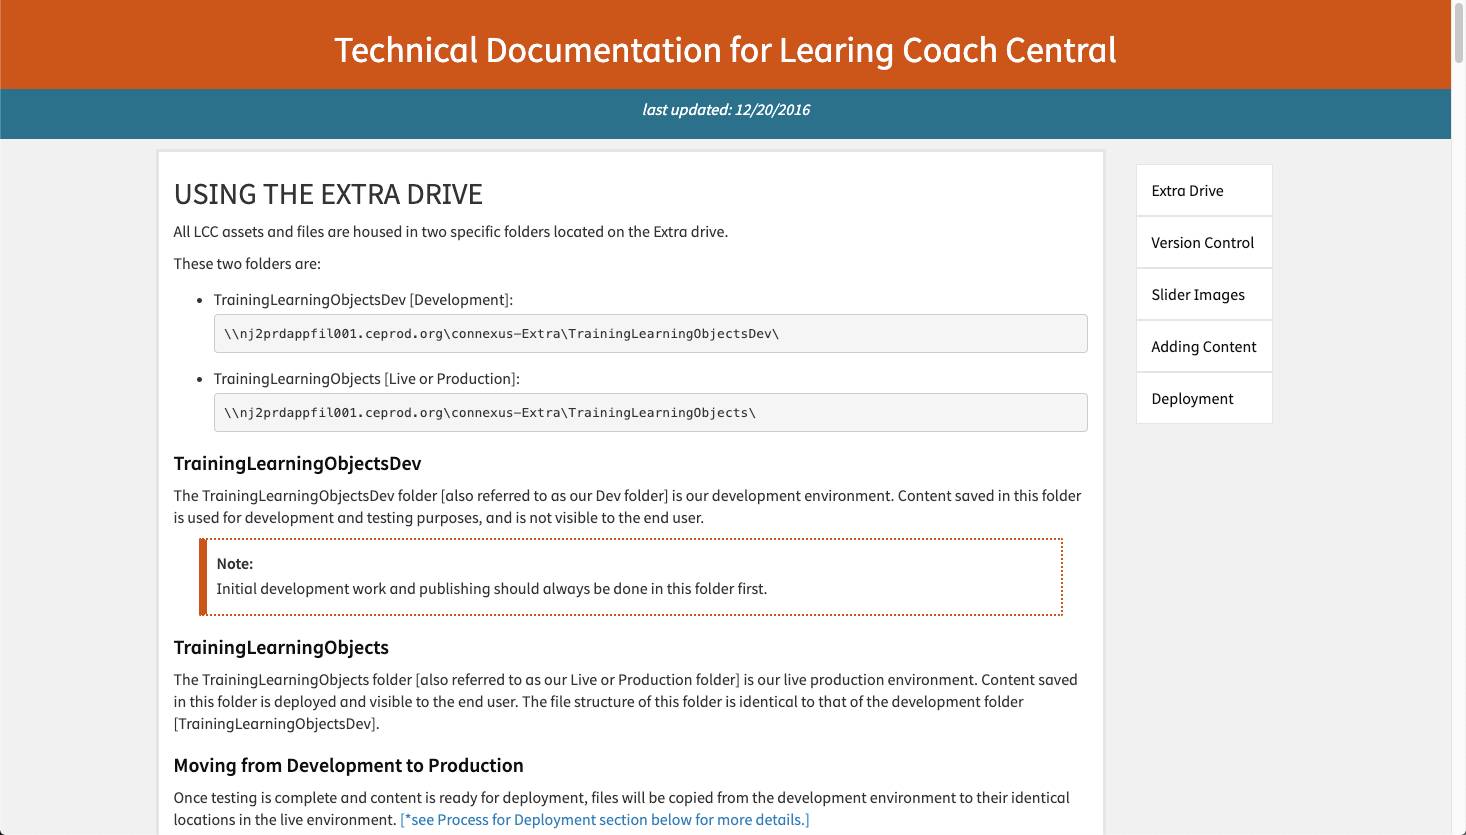 Technical Documentation for Learing Coach Central
last updated: 12/20/2016
USING THE EXTRA DRIVE
All LCC assets and files are housed in two specific folders located on the Extra drive.
These two folders are:
• TrainingLearningObjectsDev [Development]:
\\nj2prdappfil001.ceprod.org\connexus-Extra\TrainingLearningObjectsDev\
• TrainingLearningObjects [Live or Production]:
\\nj2prdappfil001.ceprod.org\connexus-Extra\TrainingLearningObjects\
TrainingLearningObjectsDev
The TrainingLearningObjectsDev folder [also referred to as our Dev folder] is our development environment. Content saved in this folder
is used for development and testing purposes, and is not visible to the end user.
Note:
Initial development work and publishing should always be done in this folder first.
TrainingLearningObjects
The TrainingLearningObjects folder [also referred to as our Live or Production folder] is our live production environment. Content saved
in this folder is deployed and visible to the end user. The file structure of this folder is identical to that of the development folder
[TrainingLearningObjectsDev].
Moving from Development to Production
Once testing is complete and content is ready for deployment, files will be copied from the development environment to their identical
locations in the live environment. [*see Process for Deployment section below for more details.]
Extra Drive
Version Control
Slider Images
Adding Content
Deployment